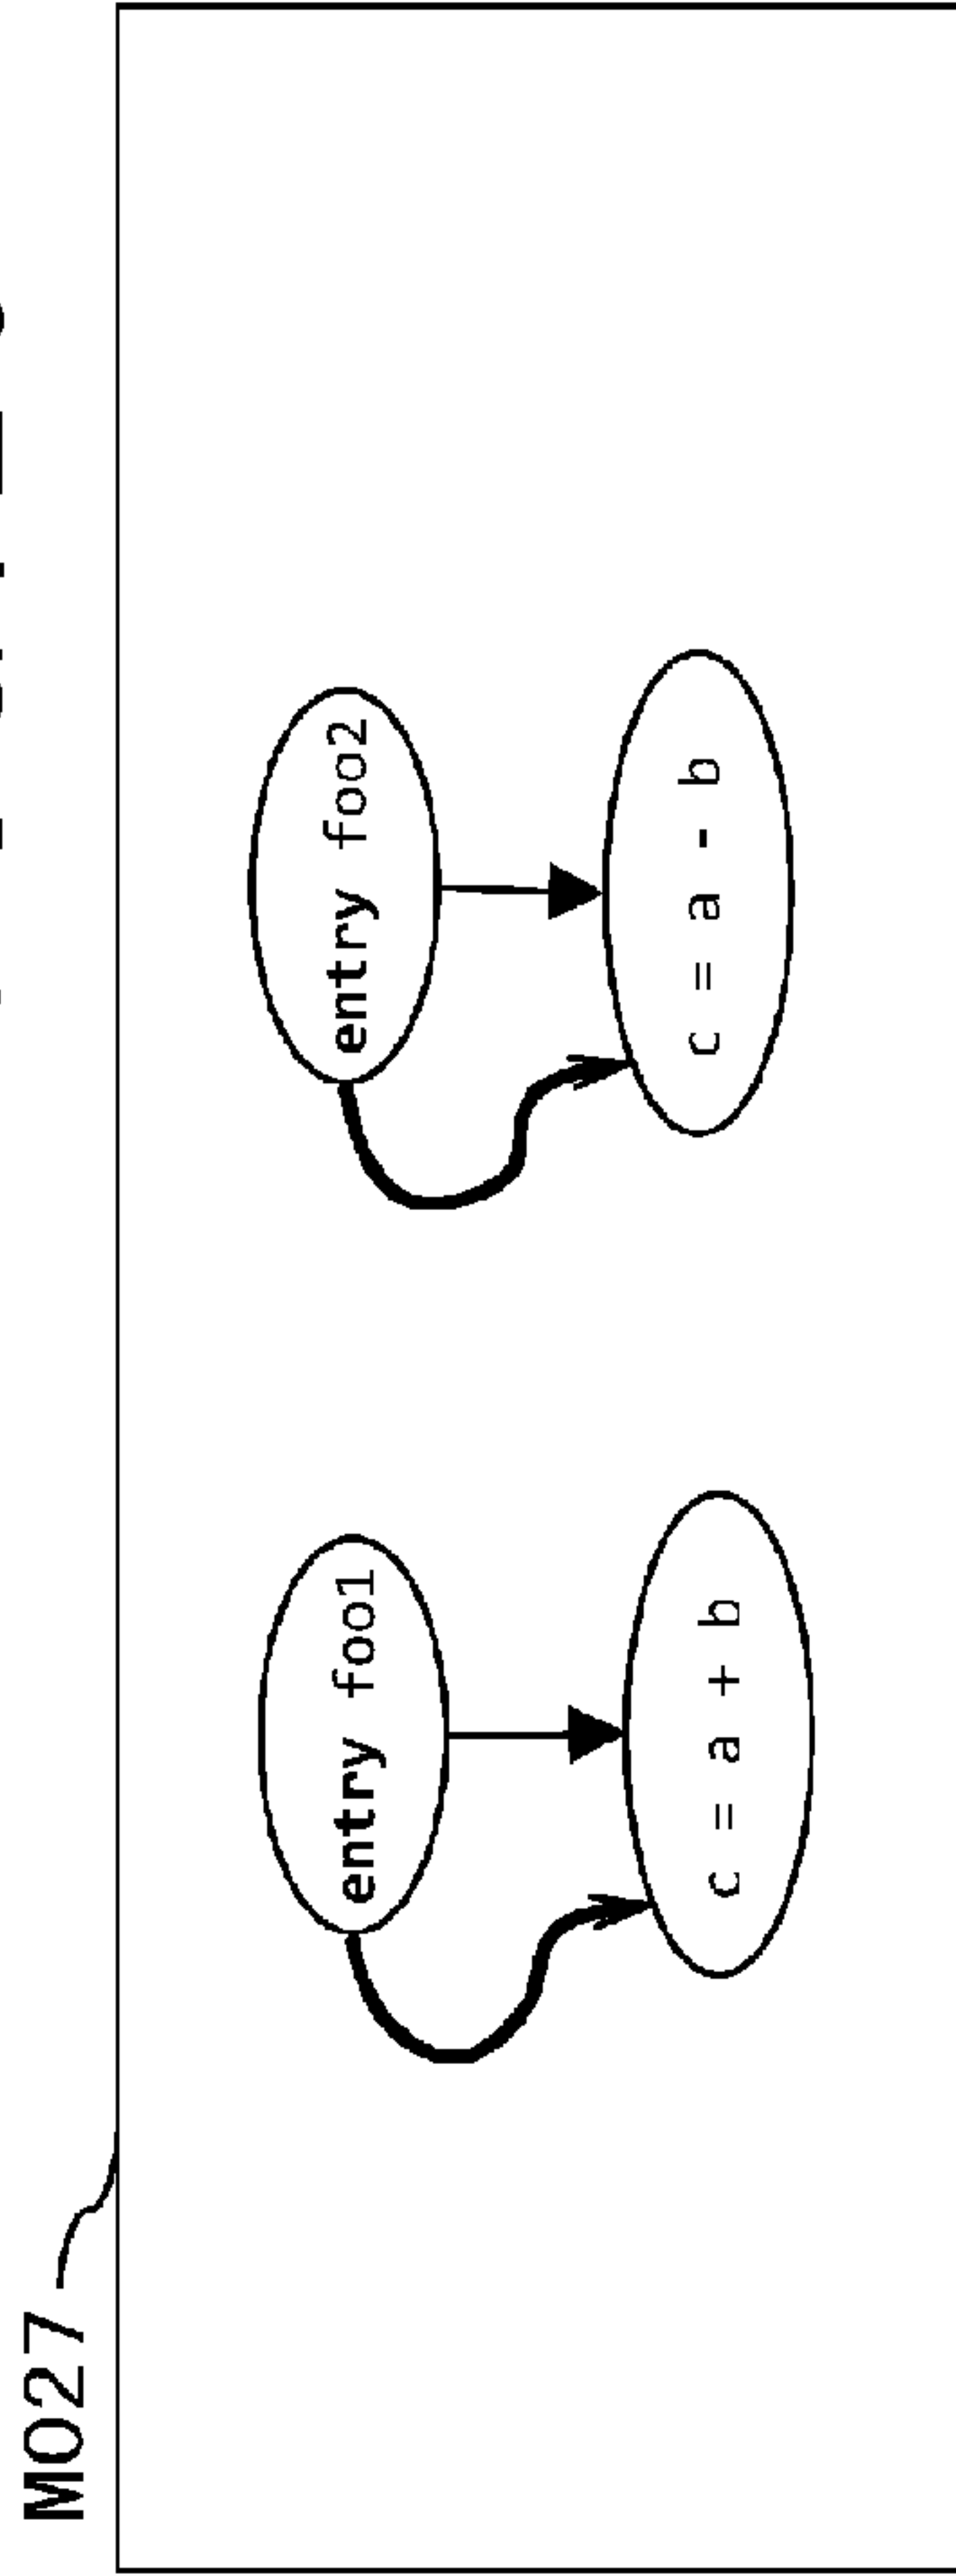 M027
entry foo1
entry foo2
c = a + b
c = a - b